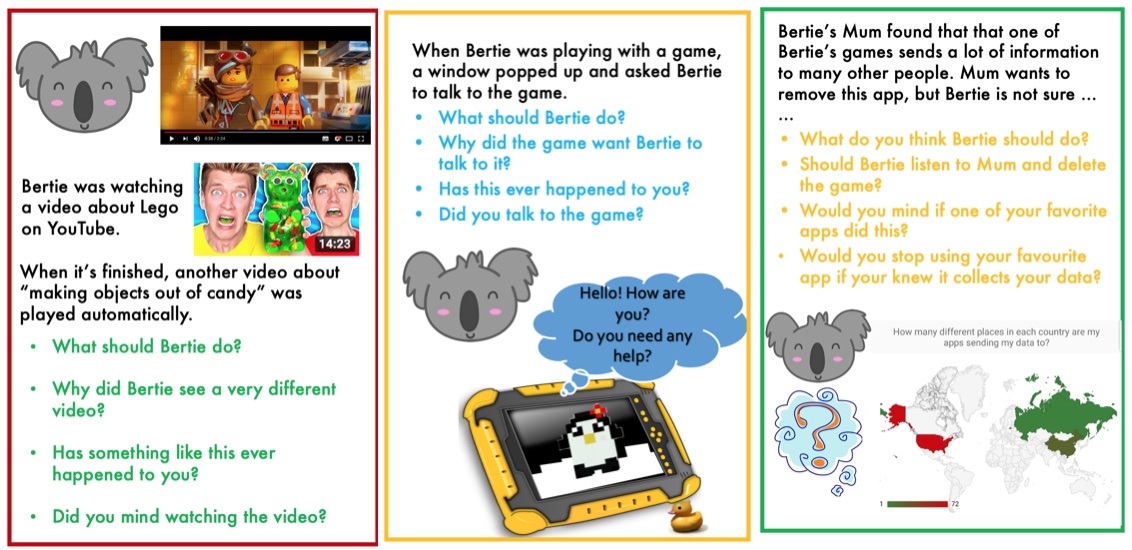 Bertie was watching
a video about Lego
on YouTube.
14:23
When it's finished, another video about
"making objects out of candy" was
played automatically.
• What should Bertie do?
• Why did Bertie see a very different
video?
• Has something like this ever
happened to you?
• Did you mind watching the video?
When Bertie was playing with a game,
a window popped up and asked Bertie
to talk to the game.
• What should Bertie do?
• Why did the game want Bertie to
talk to it?
• Has this ever happened to you?
• Did you talk to the game?
Hello! How are
you?
Do you need any
help?
Bertie's Mum found that that one of
Bertie's games sends a lot of information
to many other people. Mum wants to
remove this app, but Bertie is not sure ...
...
• What do you think Bertie should do?
• Should Bertie listen to Mum and delete
the game?
• Would you mind if one of your favorite
apps did this?
• Would you stop using your favourite
app if your knew it collects your data?
How many different places in each country are my
apps sending my data to?
?
1
72